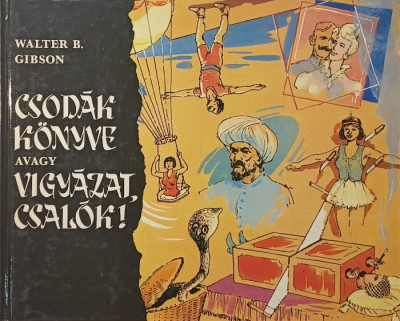 WALTER B.
GIBSON
CSODÁK
KÖNYVE
AVAGY
VIGYÁZAT,
CSALÓK!